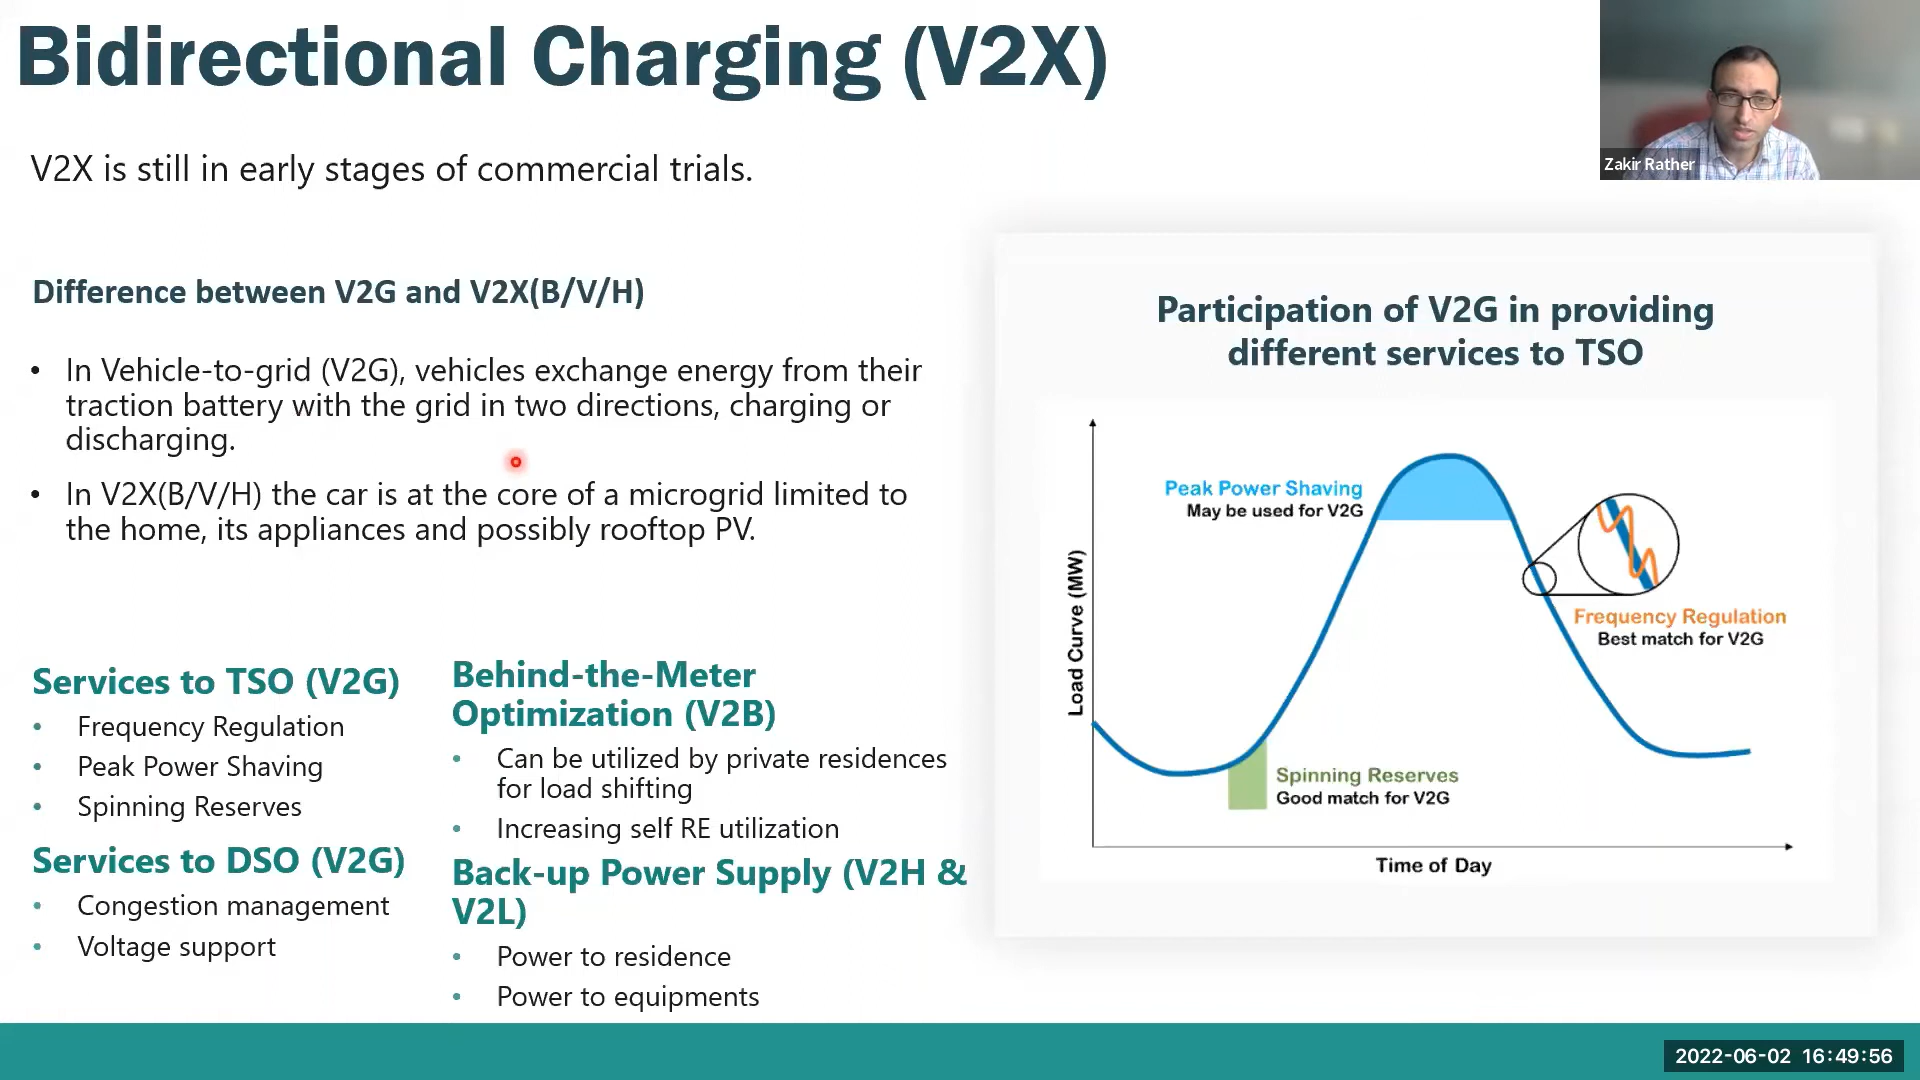 Bidirectional Charging (V2X)
Zakir Rather
V2X is still in early stages of commercial trials.
Difference between V2G and V2X(B/V/H)
• In Vehicle-to-grid (V2G), vehicles exchange energy from their
traction battery with the grid in two directions, charging or
discharging.
• In V2X(B/V/H) the car is at the core of a microgrid limited to
the home, its appliances and possibly rooftop PV.
Services to TSO (V2G)
• Frequency Regulation
• Peak Power Shaving
• Spinning Reserves
Services to DSO (V2G)
• Congestion management
• Voltage support
Behind-the-Meter
Optimization (V2B)
• Can be utilized by private residences
for load shifting
• Increasing self RE utilization
Back-up Power Supply (V2H &
V2L)
• Power to residence
• Power to equipments
Participation of V2G in providing
different services to TSO
Peak Power Shaving
May be used for V2G
Frequency Regulation
Best match for V2G
Load Curve (MW)
Spinning Reserves
Good match for V2G
Time of Day
2022-06-02 16:49:56